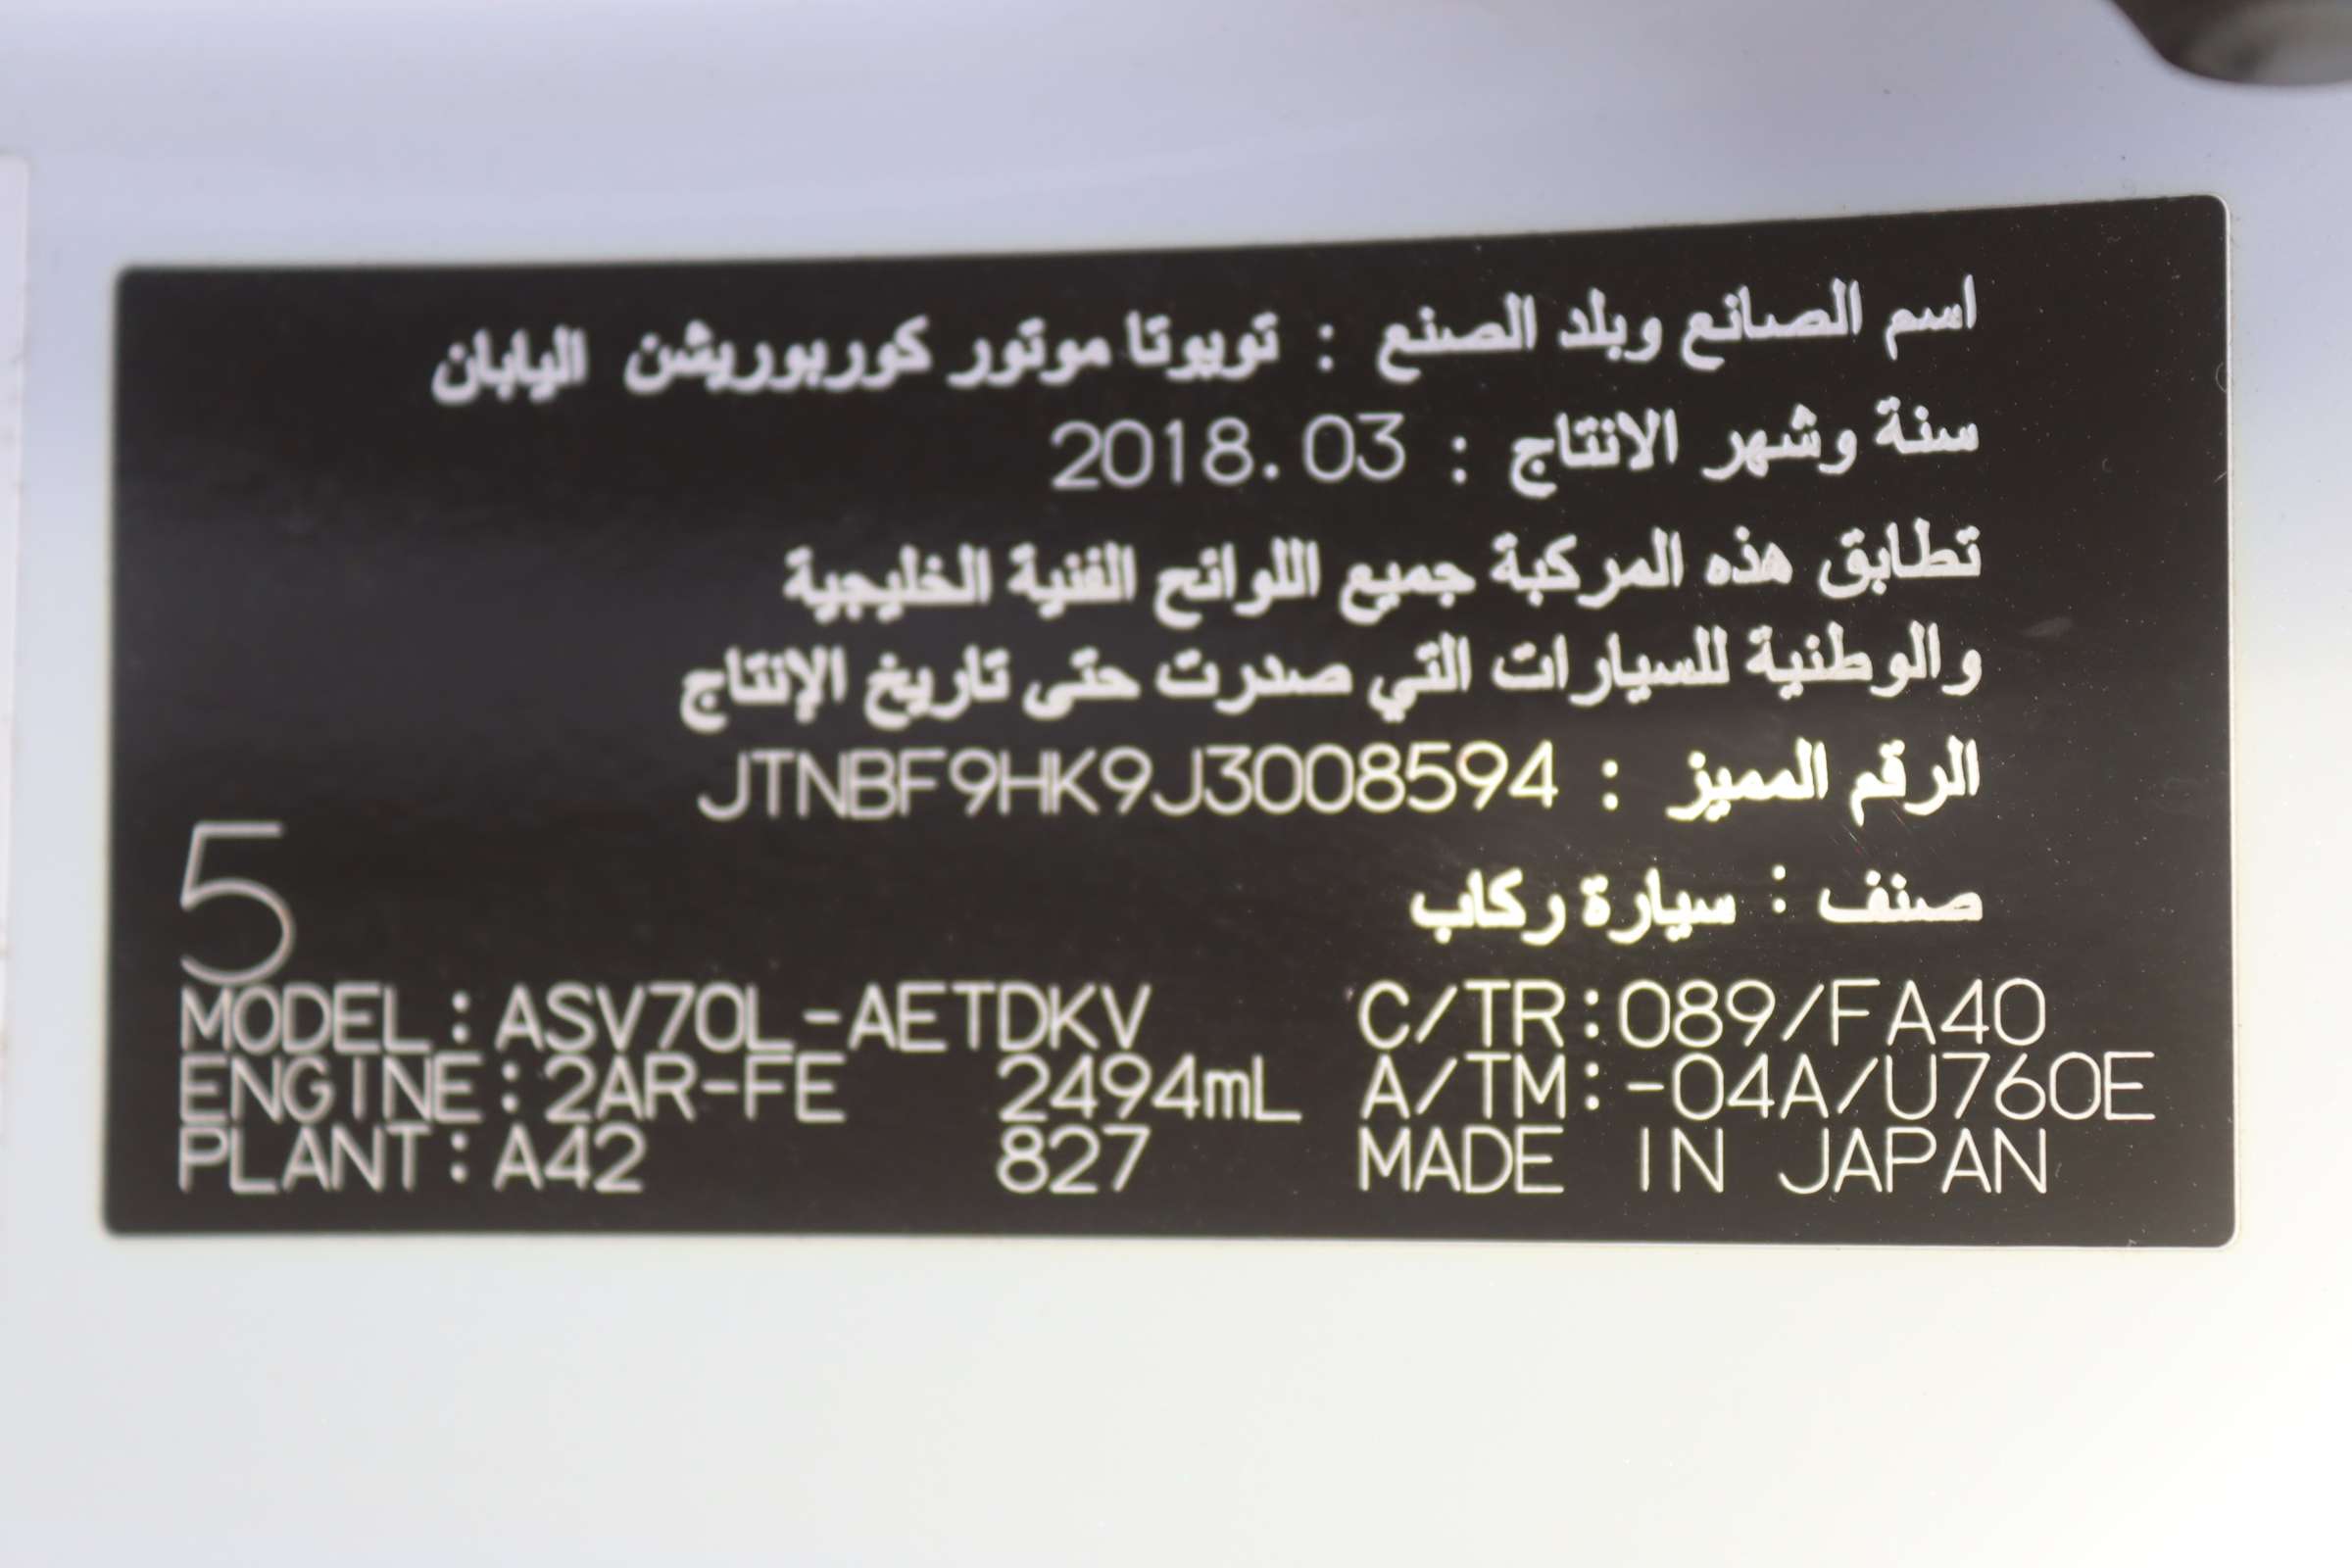 اسم الصانع وبلد الصنع : تويوتا موتور كوربوريشن اليابان
سنة وشهر الانتاج : 2018.03
تطابق هذه المركبة جميع اللوائح الفنية الخليجية
والوطنية للسيارات التي صدرت حتى تاريخ الإنتاج
الرقم المميز : JTNBF9HK9J3008594
صنف : سيارة ركاب
5
MODEL:ASV70L-AETDKV C/TR:089/FA40
ENGINE:2AR-FE 2494mL A/TM:-04A/U760E
PLANT:A42 827 MADE IN JAPAN